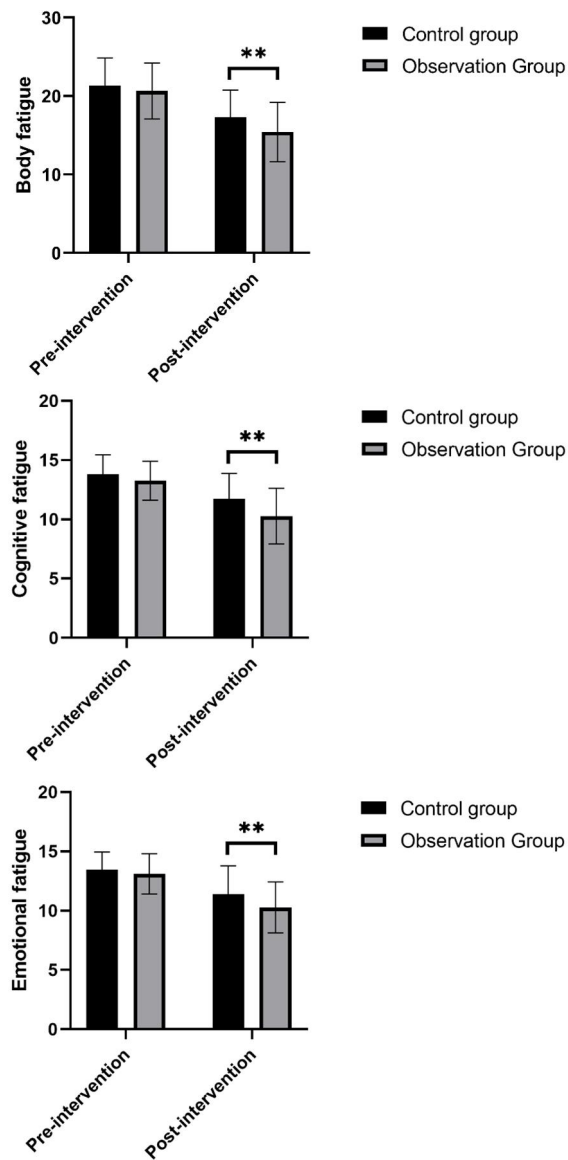 30
20
10
0
Body fatigue
**
Control group
Observation Group
Pre-intervention
Post-intervention
20
15
10
5
0
Cognitive fatigue
**
Control group
Observation Group
Pre-intervention
Post-intervention
20
15
10
5
0
Emotional fatigue
**
Control group
Observation Group
Pre-intervention
Post-intervention